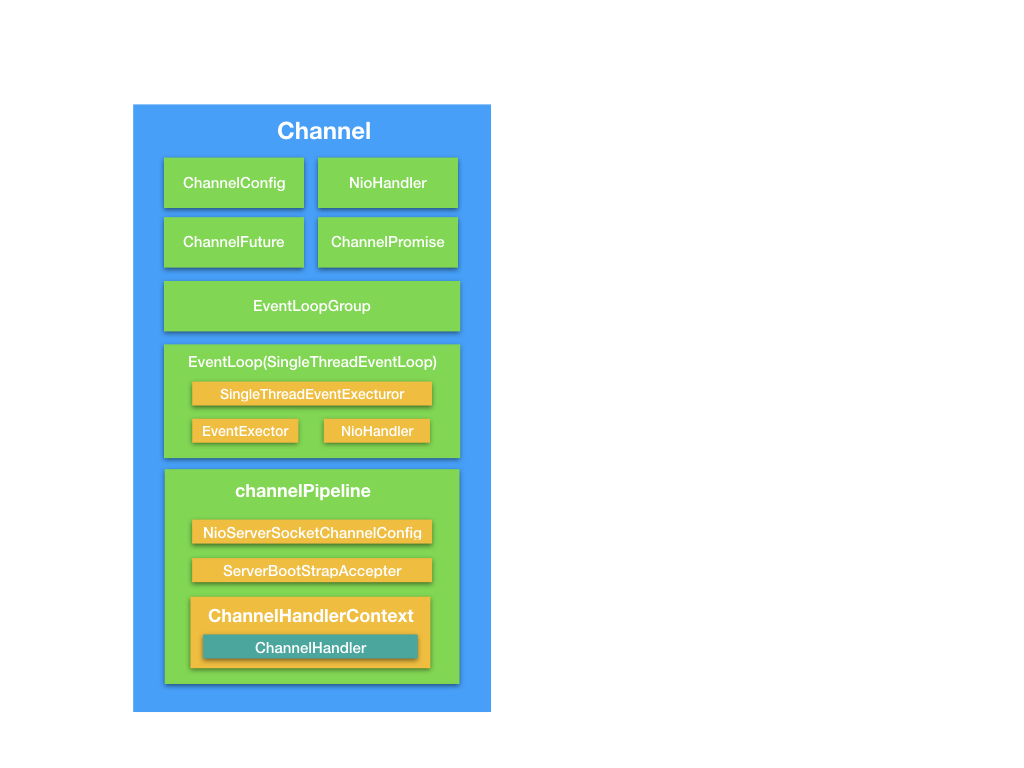 Channel
ChannelConfig
NioHandler
ChannelFuture
ChannelPromise
EventLoopGroup
EventLoop(SingleThreadEventLoop)
SingleThreadEventExecturor
EventExector
NioHandler
channelPipeline
NioServerSocketChannelConfig
ServerBootStrapAccepter
ChannelHandlerContext
ChannelHandler